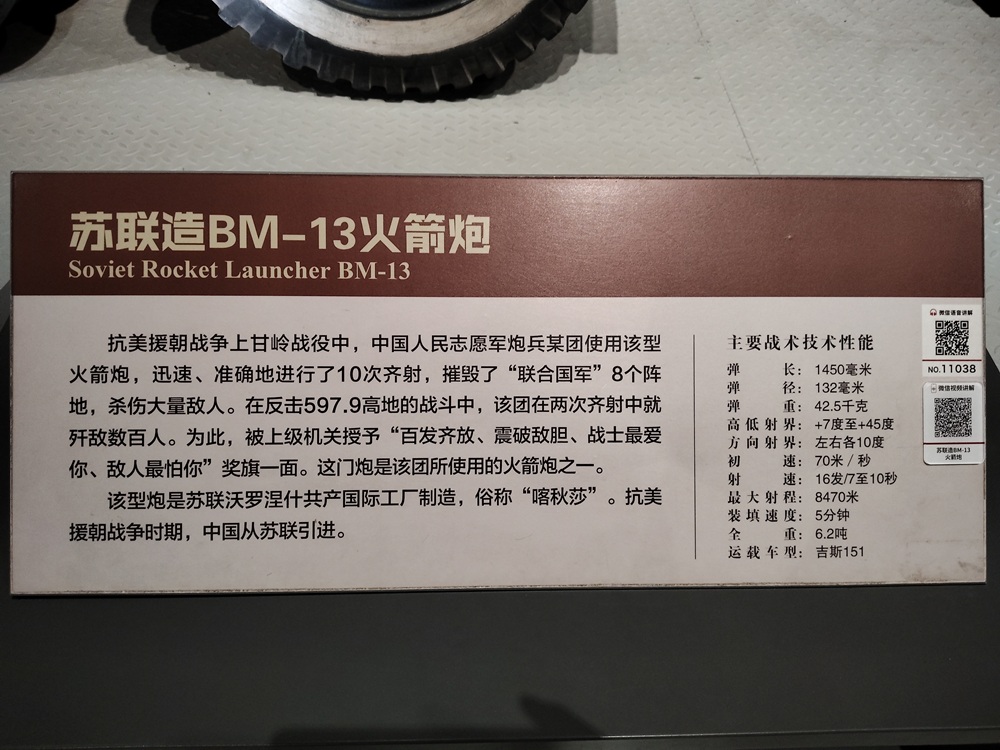 苏联造BM-13火箭炮
Soviet Rocket Launcher BM-13
抗美援朝战争上甘岭战役中，中国人民志愿军炮兵某团使用该型
火箭炮，迅速、准确地进行了10次齐射，摧毁了“联合国军”8个阵
地，杀伤大量敌人。在反击597.9高地的战斗中，该团在两次齐射中就
歼敌数百人。为此，被上级机关授予“百发齐放、震破敌胆、战士最爱
你、敌人最怕你”奖旗一面。这门炮是该团所使用的火箭炮之一。
该型炮是苏联沃罗涅什共产国际工厂制造，俗称“喀秋莎”。抗美
援朝战争时期，中国从苏联引进。
主要战术技术性能
弹长：1450毫米
弹径：132毫米
弹重：42.5千克
高低射界：+7度至+45度
方向射界：左右各10度
初速：70米／秒
射速：16发/7至10秒
最大射程：8470米
装填速度：5分钟
全重：6.2吨
运载车型：吉斯151
微信语音讲解
NO.11038
微信视频讲解
苏联造BM-13
火箭炮